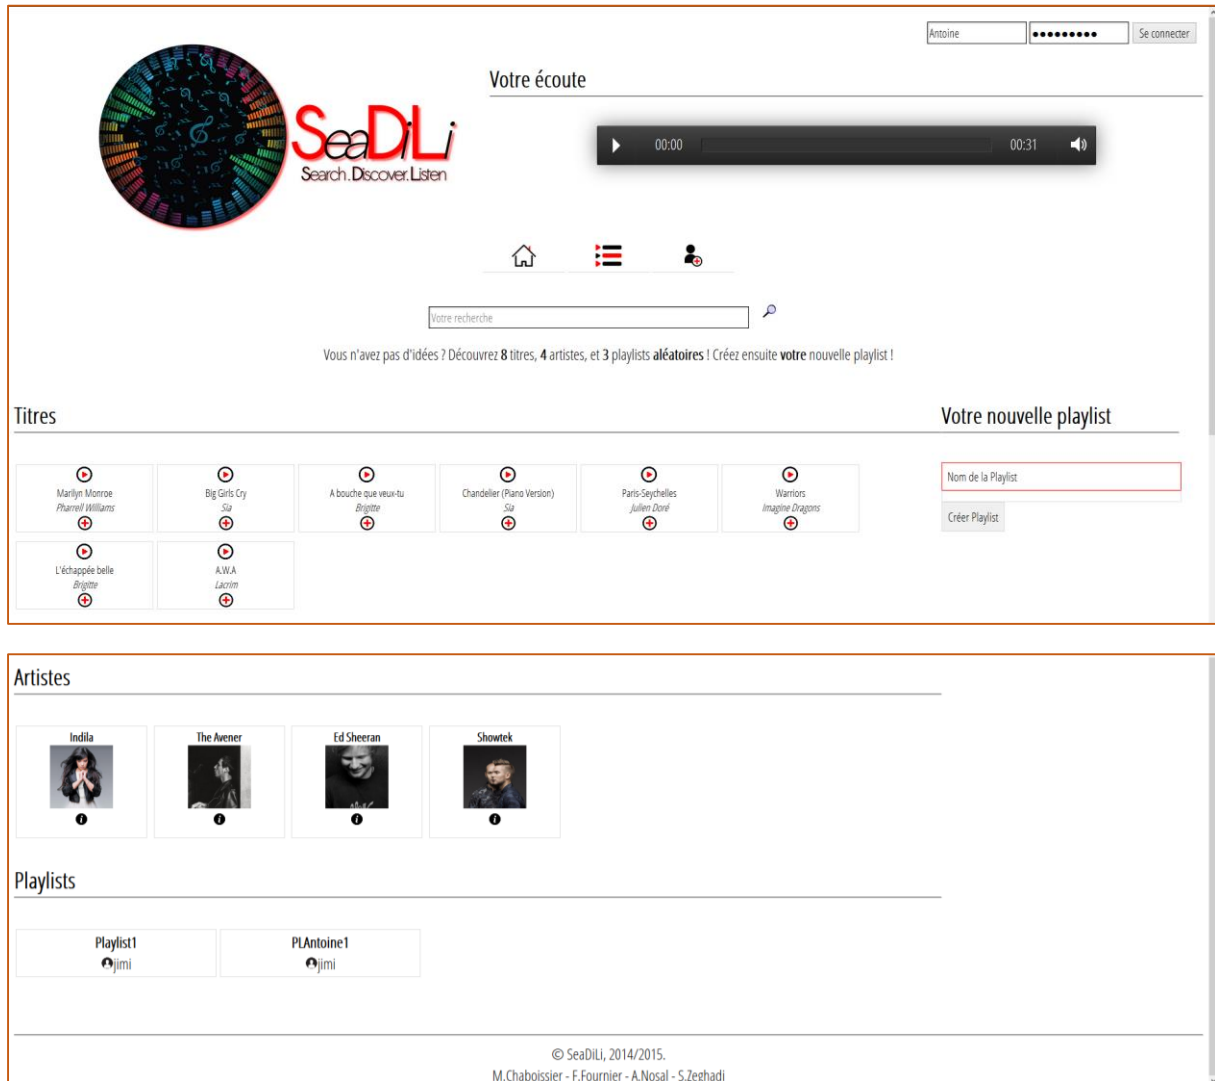 Antoine
Se connecter
Votre écoute
SeaDiLi
Search.Discover.Listen
00:00
00:31
Votre recherche
Vous n'avez pas d'idées ? Découvrez 8 titres, 4 artistes, et 3 playlists aléatoires ! Créez ensuite votre nouvelle playlist !
Titres
Votre nouvelle playlist
Marilyn Monroe
Pharrell Williams
Big Girls Cry
Sia
A bouche que veux-tu
Brigitte
Chandelier (Piano Version)
Sia
Paris-Seychelles
Julien Doré
Warriors
Imagine Dragons
Nom de la Playlist
Créer Playlist
L'échappée belle
Brigitte
A.W.A
Lacrim
Artistes
Indila
The Avener
Ed Sheeran
Showtek
Playlists
Playlist1
jimi
PLAntoine1
jimi
© SeaDiLi, 2014/2015.
M.Chaboissier - F.Fournier - A.Nosal - S.Zeghadi